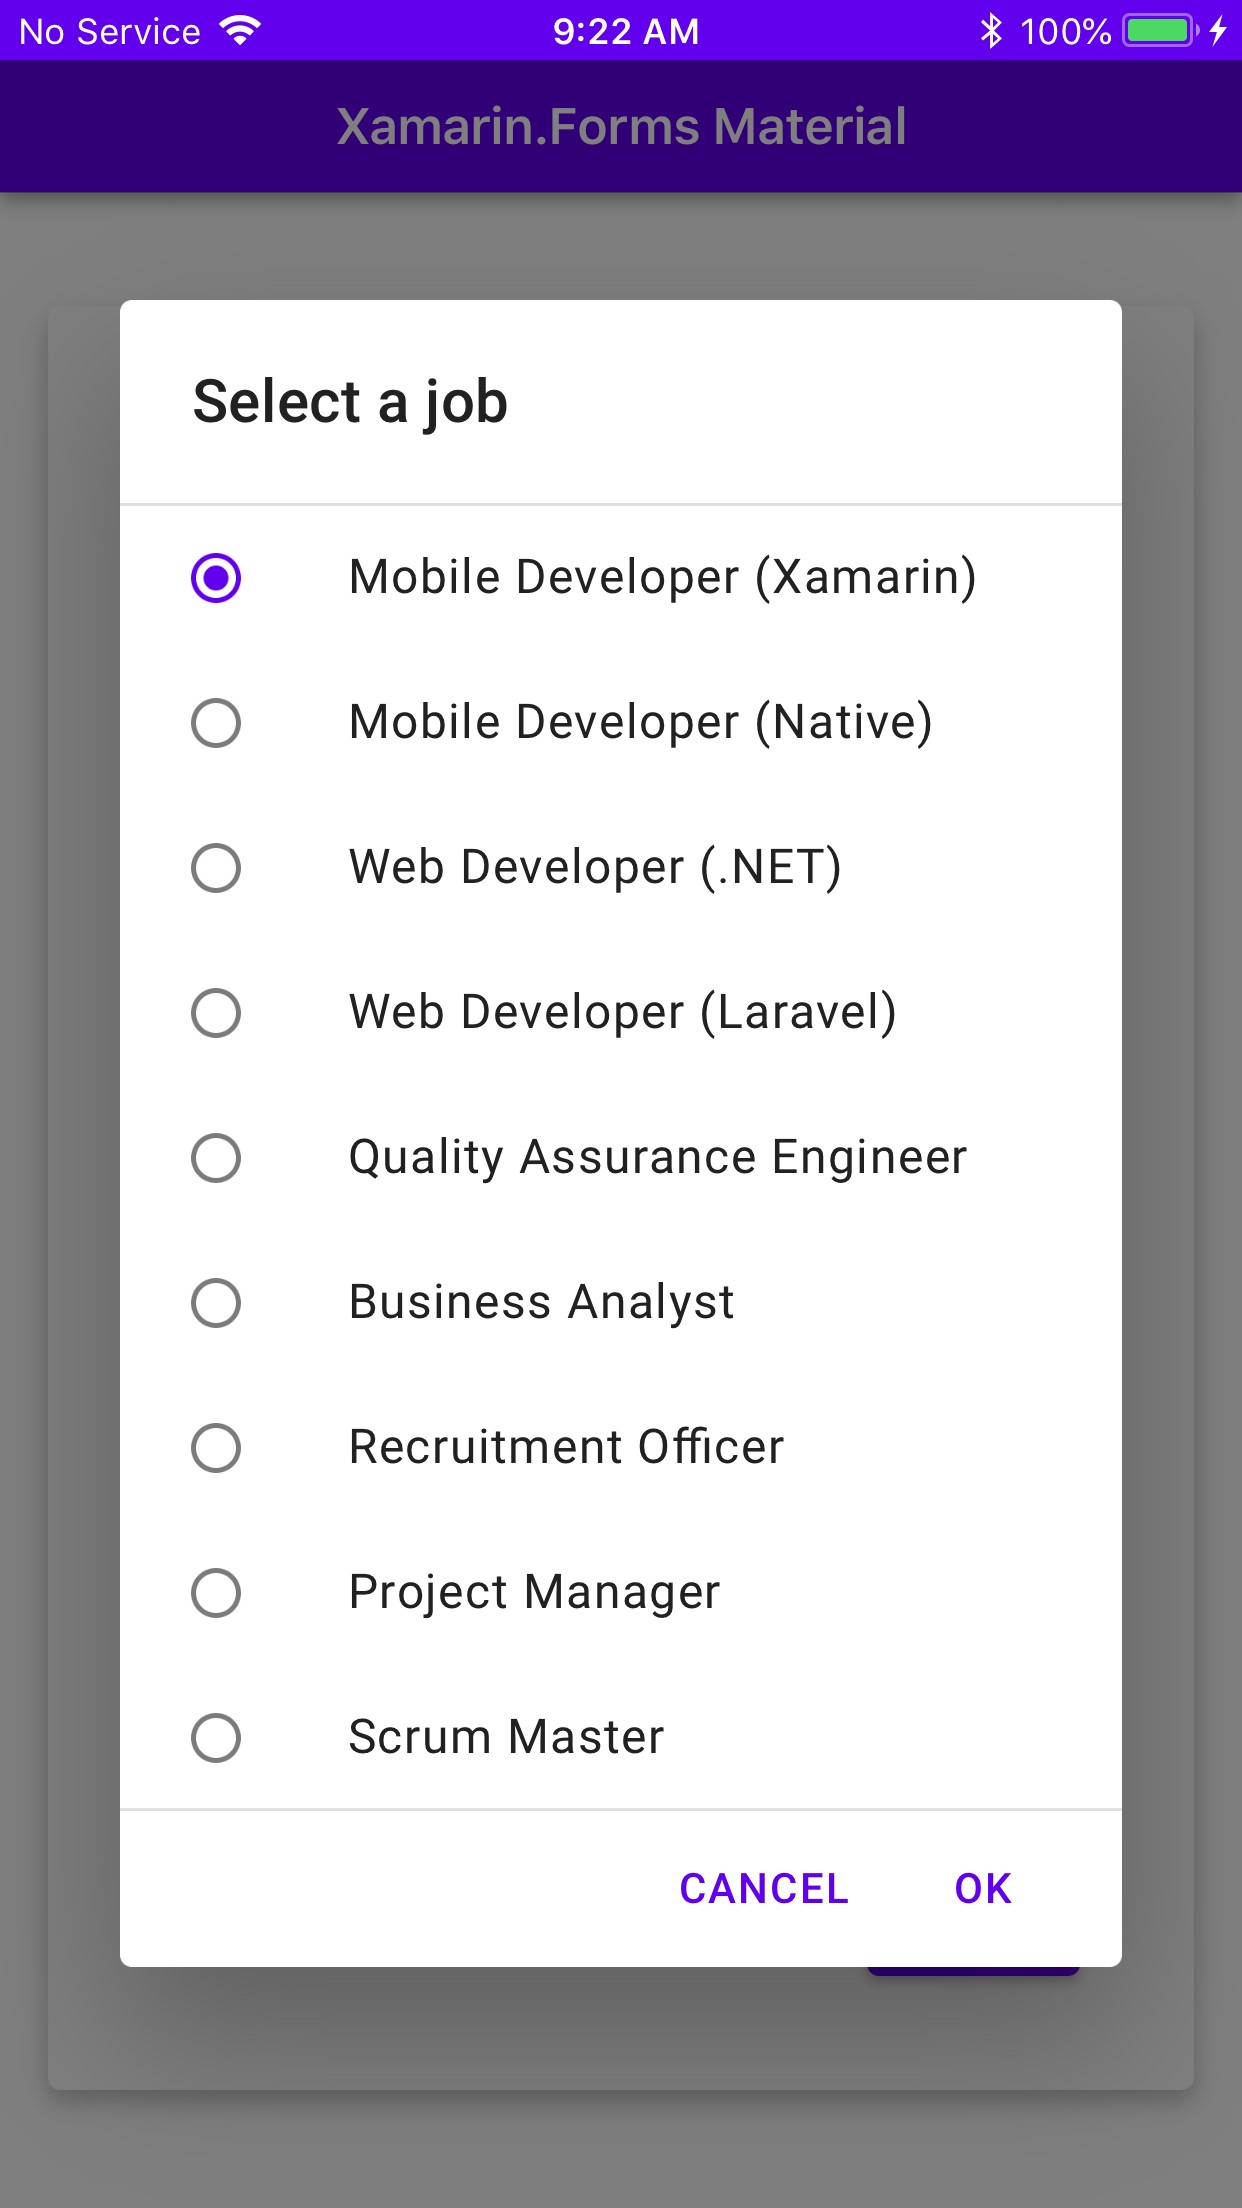 No Service 9:22 AM 100%
Xamarin.Forms Material
Select a job
Mobile Developer (Xamarin)
Mobile Developer (Native)
Web Developer (.NET)
Web Developer (Laravel)
Quality Assurance Engineer
Business Analyst
Recruitment Officer
Project Manager
Scrum Master
CANCEL OK